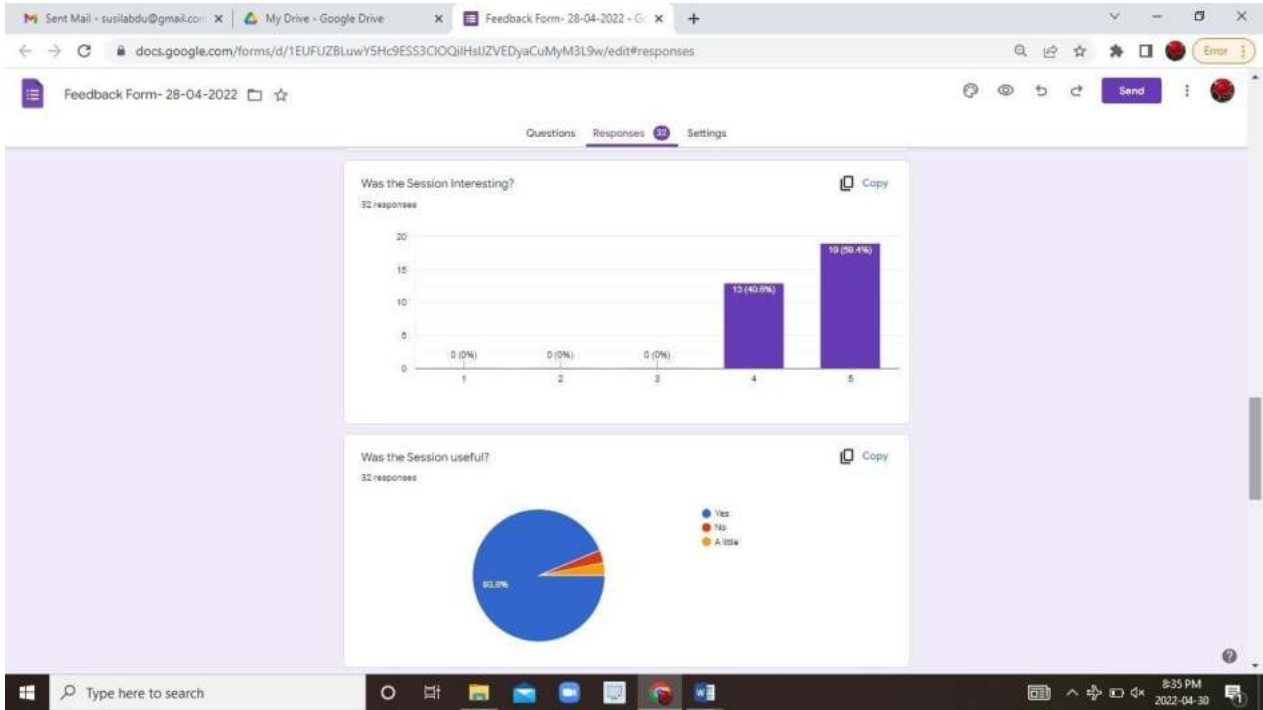 Sent Mail - susilabdu@gmail.com
My Drive - Google Drive
Feedback Form- 28-04-2022 - G
docs.google.com/forms/d/1EUFUZBLuwY5Hc9ESS3ClOQiIHsIJZVEDyaCuMyM3L9w/edit#responses
Error
Feedback Form- 28-04-2022
Send
Questions Responses 32 Settings
Was the Session Interesting?
Copy
32 responses
20
15
10
5
0
0 (0%)
0 (0%)
0 (0%)
13 (40.6%)
19 (59.4%)
1 2 3 4 5
Was the Session useful?
Copy
32 responses
Yes
No
A little
93.8%
Type here to search
8:35 PM
2022-04-30